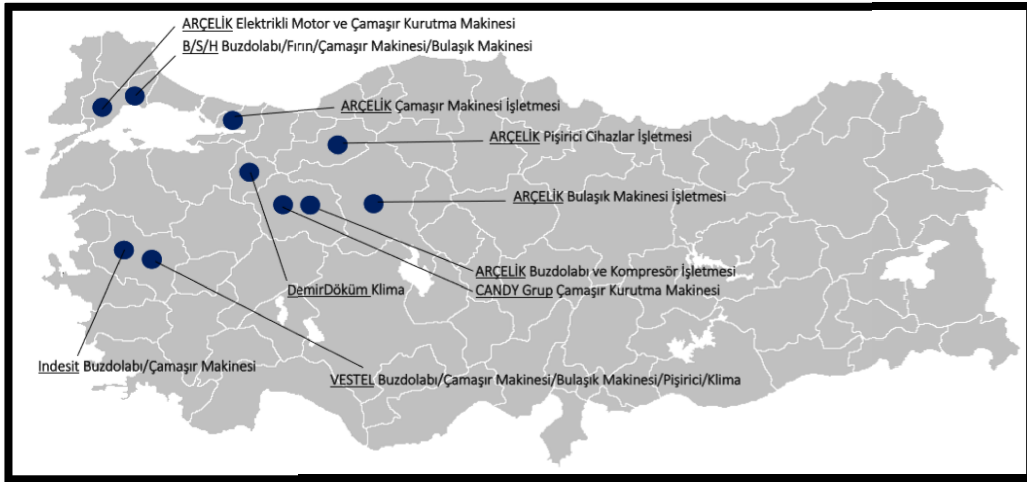 ARÇELİK Elektrikli Motor ve Çamaşır Kurutma Makinesi
B/S/H Buzdolabı/Fırın/Çamaşır Makinesi/Bulaşık Makinesi
ARÇELİK Çamaşır Makinesi İşletmesi
ARÇELİK Pişirici Cihazlar İşletmesi
ARÇELİK Bulaşık Makinesi İşletmesi
ARÇELİK Buzdolabı ve Kompresör İşletmesi
DemirDöküm Klima
CANDY Grup Çamaşır Kurutma Makinesi
Indesit Buzdolabı/Çamaşır Makinesi
VESTEL Buzdolabı/Çamaşır Makinesi/Bulaşık Makinesi/Pişirici/Klima